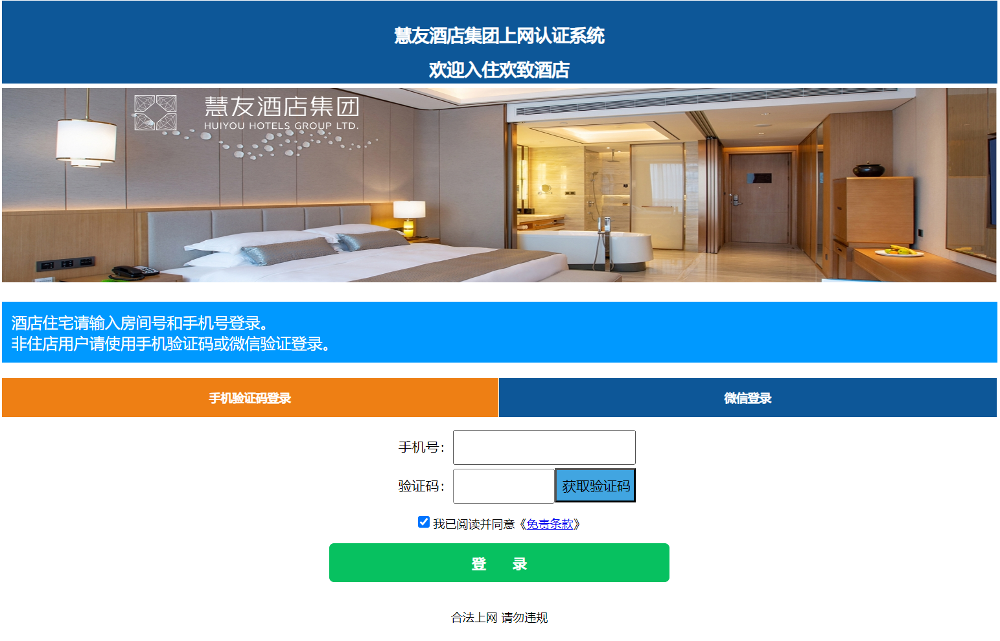 慧友酒店集团上网认证系统
欢迎入住欢致酒店
慧友酒店集团
HUIYOU HOTELS GROUP LTD.
酒店住宅请输入房间号和手机号登录。
非住店用户请使用手机验证码或微信验证登录。
手机验证码登录 微信登录
手机号：
验证码： 获取验证码
我已阅读并同意《免责条款》
登 录
合法上网 请勿违规